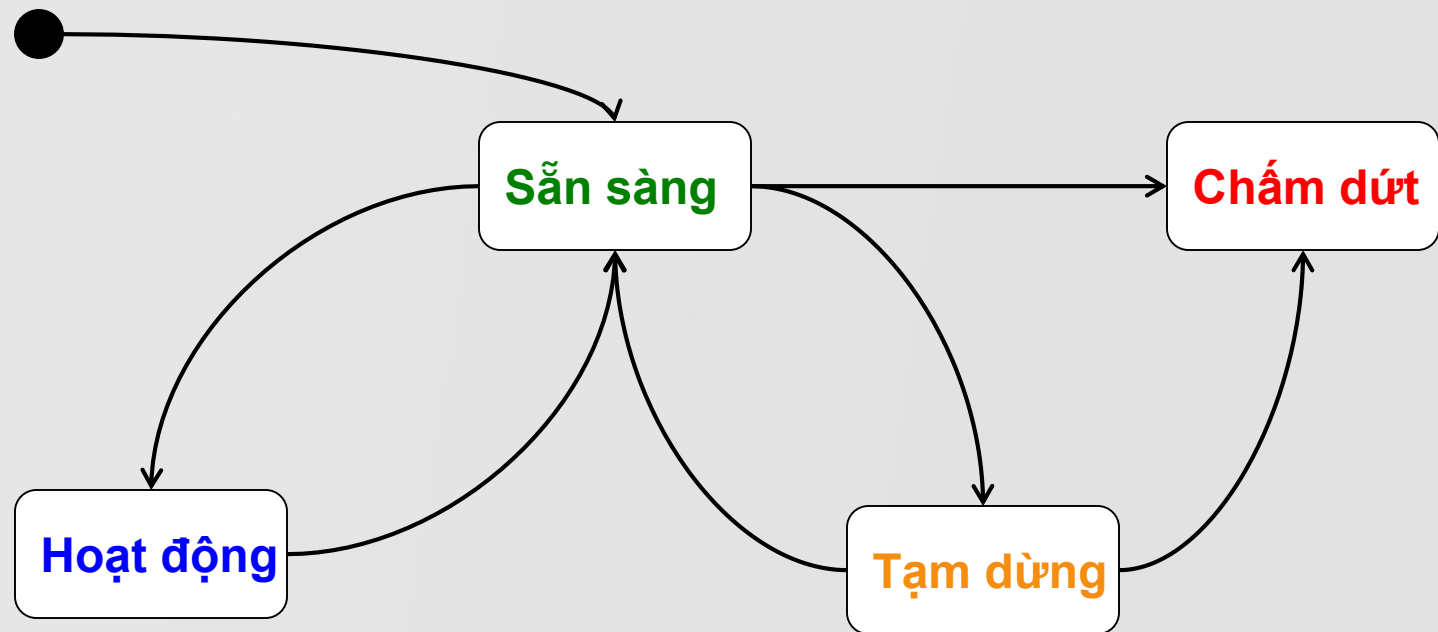 Sẵn sàng
Chấm dứt
Hoạt động
Tạm dừng